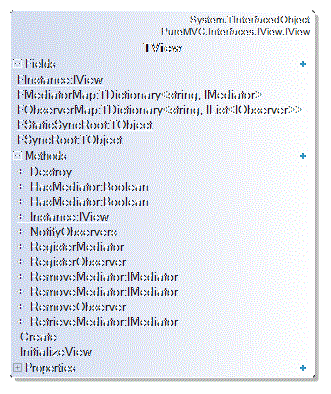 System.TInterfacedObject
PureMVC.Interfaces.IView.IView
TView
Fields
FInstance:IView
FMediatorMap:TDictionary<string, IMediator>
FObserverMap:TDictionary<string, IList<IObserver>>
FStaticSyncRoot:TObject
FSyncRoot:TObject
Methods
Destroy
HasMediator:Boolean
HasMediator:Boolean
Instance:IView
NotifyObservers
RegisterMediator
RegisterObserver
RemoveMediator:IMediator
RemoveMediator:IMediator
RemoveObserver
RetrieveMediator:IMediator
Create
InitializeView
Properties